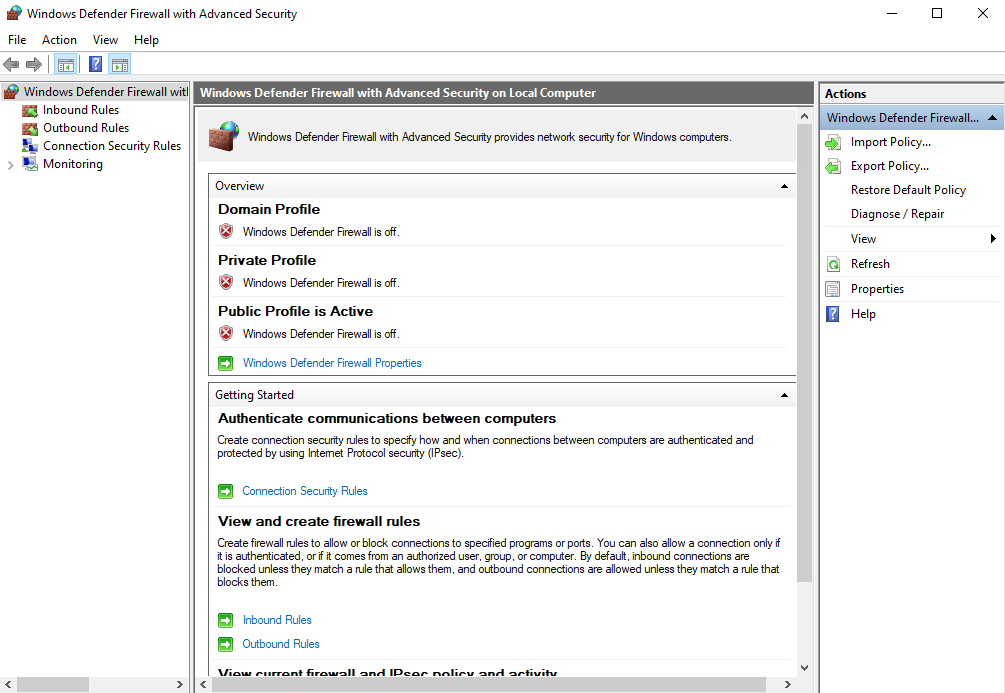 Windows Defender Firewall with Advanced Security
File Action View Help
Windows Defender Firewall wit
Inbound Rules
Outbound Rules
Connection Security Rules
Monitoring
Windows Defender Firewall with Advanced Security on Local Computer
Windows Defender Firewall with Advanced Security provides network security for Windows computers.
Overview
Domain Profile
Windows Defender Firewall is off.
Private Profile
Windows Defender Firewall is off.
Public Profile is Active
Windows Defender Firewall is off.
Windows Defender Firewall Properties
Getting Started
Authenticate communications between computers
Create connection security rules to specify how and when connections between computers are authenticated and
protected by using Internet Protocol security (IPsec).
Connection Security Rules
View and create firewall rules
Create firewall rules to allow or block connections to specified programs or ports. You can also allow a connection only if
it is authenticated, or if it comes from an authorized user, group, or computer. By default, inbound connections are
blocked unless they match a rule that allows them, and outbound connections are allowed unless they match a rule that
blocks them.
Inbound Rules
Outbound Rules
View current firewall and IPsec policy and activity
Actions
Windows Defender Firewall...
Import Policy...
Export Policy...
Restore Default Policy
Diagnose / Repair
View
Refresh
Properties
Help